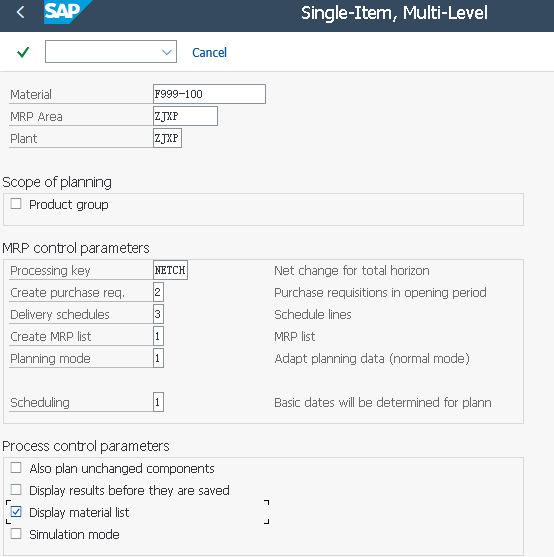 SAP Single-Item, Multi-Level
Cancel
Material F999-100
MRP Area ZJXP
Plant ZJXP
Scope of planning
Product group
MRP control parameters
Processing key NETCH Net change for total horizon
Create purchase req. 2 Purchase requisitions in opening period
Delivery schedules 3 Schedule lines
Create MRP list 1 MRP list
Planning mode 1 Adapt planning data (normal mode)
Scheduling 1 Basic dates will be determined for plann
Process control parameters
Also plan unchanged components
Display results before they are saved
Display material list
Simulation mode